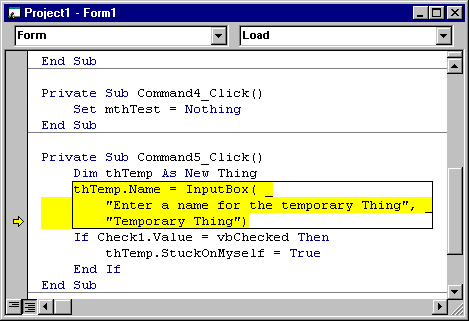 Project1 - Form1
Form Load
End Sub
Private Sub Command4_Click()
Set mthTest = Nothing
End Sub
Private Sub Command5_Click()
Dim thTemp As New Thing
thTemp.Name = InputBox( _
"Enter a name for the temporary Thing", _
"Temporary Thing")
If Check1.Value = vbChecked Then
thTemp.StuckOnMyself = True
End If
End Sub